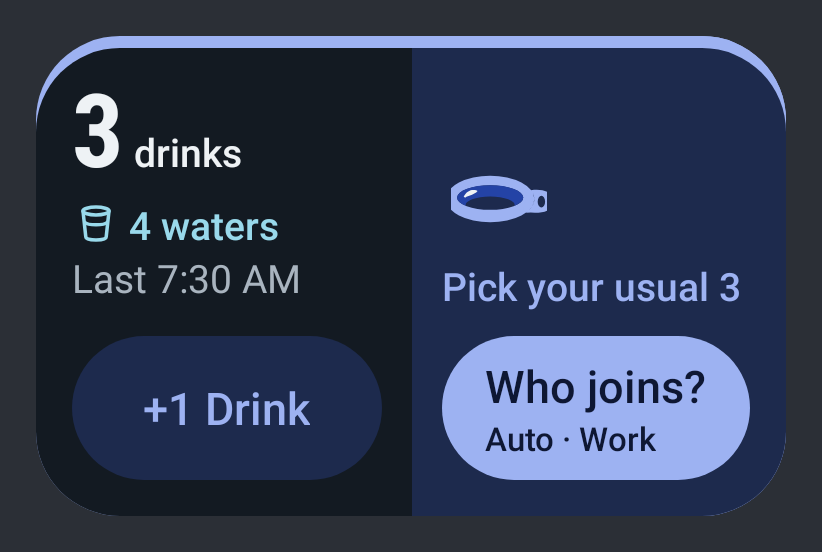 3 drinks
4 waters
Last 7:30 AM
+1 Drink
Pick your usual 3
Who joins?
Auto · Work